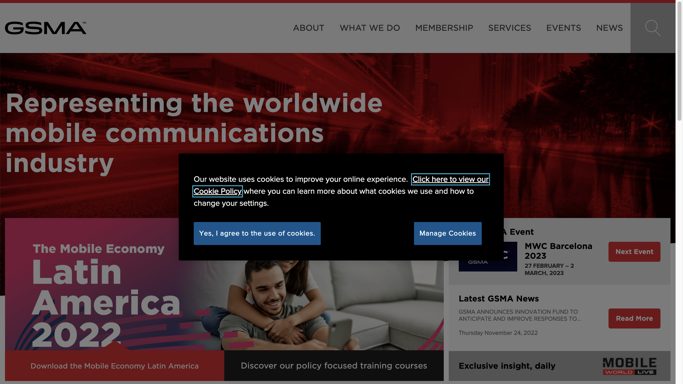 GSMA™
ABOUT
WHAT WE DO
MEMBERSHIP
SERVICES
EVENTS
NEWS
Representing the worldwide
mobile communications
industry
Our website uses cookies to improve your online experience. Click here to view our
Cookie Policy where you can learn more about what cookies we use and how to
change your settings.
Yes, I agree to the use of cookies.
Manage Cookies
The Mobile Economy
Latin
America
2022
Download the Mobile Economy Latin America
Discover our policy focused training courses
A Event
C
GSMA
MWC Barcelona
2023
27 FEBRUARY – 2
MARCH, 2023
Next Event
Latest GSMA News
GSMA ANNOUNCES INNOVATION FUND TO
ANTICIPATE AND IMPROVE RESPONSES TO...
Thursday November 24, 2022
Read More
Exclusive insight, daily
MOBILE
WORLD LIVE